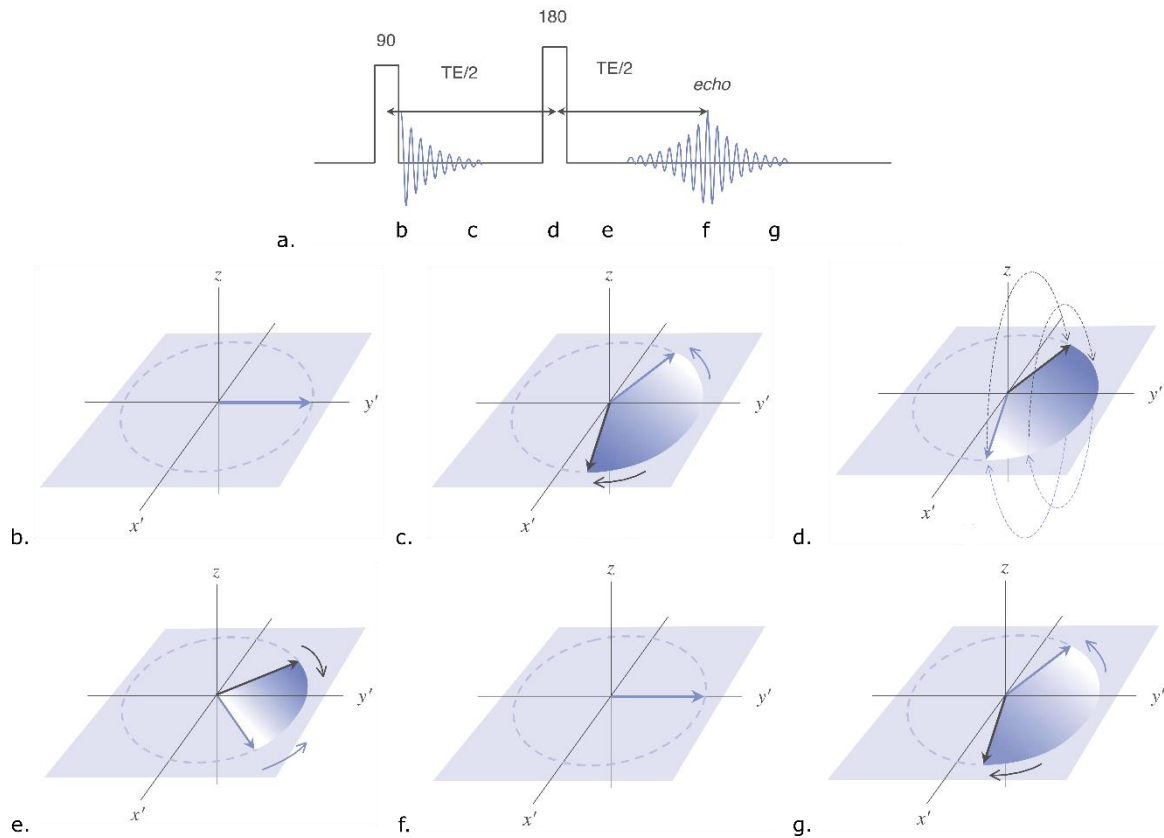 90
180
TE/2
TE/2
echo
a.
b
c
d
e
f
g
z
y′
x′
b.
z
y′
x′
c.
z
y′
x′
d.
z
y′
x′
e.
z
y′
x′
f.
z
y′
x′
g.